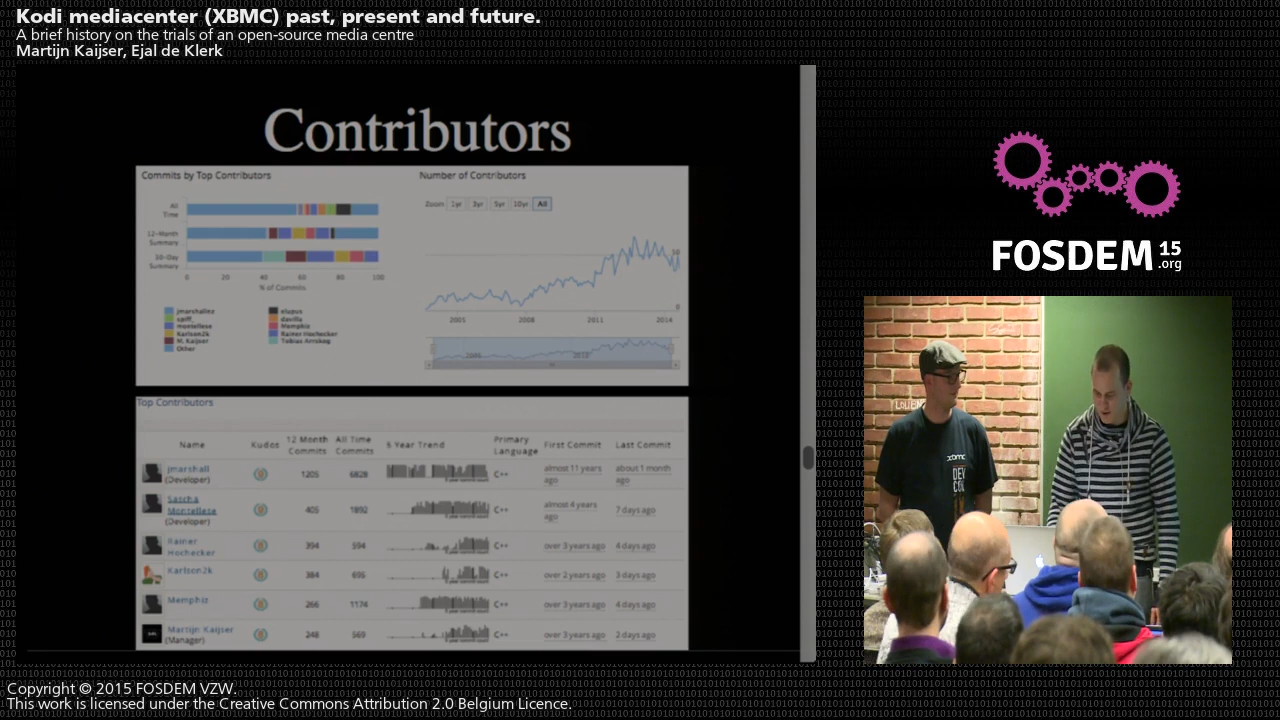 Kodi mediacenter (XBMC) past, present and future.
A brief history on the trials of an open-source media centre
Martijn Kaijser, Ejal de Klerk
Contributors
Commits by Top Contributors
All Time
12-Month Summary
30-Day Summary
0 20 40 60 80 100
% of Commits
jmarshallnz
spiff_
montellese
Karlson2k
M. Kaijser
Other
elupus
davilla
Memphiz
Rainer Hochecker
Tobias Arrskog
Number of Contributors
Zoom 1yr 3yr 5yr 10yr All
50
0
2005 2008 2011 2014
2005 2010
Top Contributors
Name Kudos 12 Month Commits All Time Commits 5 Year Trend Primary Language First Commit Last Commit
jmarshall (Developer) 1205 6828 C++ almost 11 years ago about 1 month ago
Sascha Montellese (Developer) 405 1892 C++ almost 4 years ago 7 days ago
Rainer Hochecker 394 594 C++ over 3 years ago 4 days ago
Karlson2k 384 695 C++ over 2 years ago 3 days ago
Memphiz 266 1174 C++ over 3 years ago 4 days ago
Martijn Kaijser (Manager) 248 569 C++ over 3 years ago 2 days ago
FOSDEM 15
.org
xbmc
DEV
CON
Copyright © 2015 FOSDEM VZW.
This work is licensed under the Creative Commons Attribution 2.0 Belgium Licence.